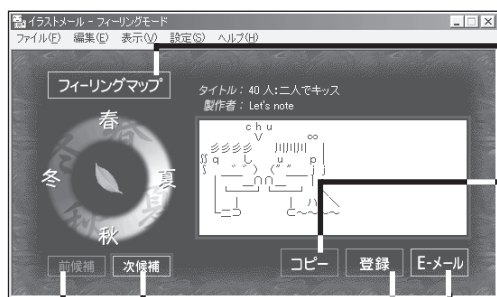 イラストメール - フィーリングモード
ファイル(F) 編集(E) 表示(V) 設定(S) ヘルプ(H)
フィーリングマップ
タイトル：40 人:二人でキッス
製作者：Let's note
春
冬 夏
秋
chu
前候補 次候補 コピー 登録 E-メール